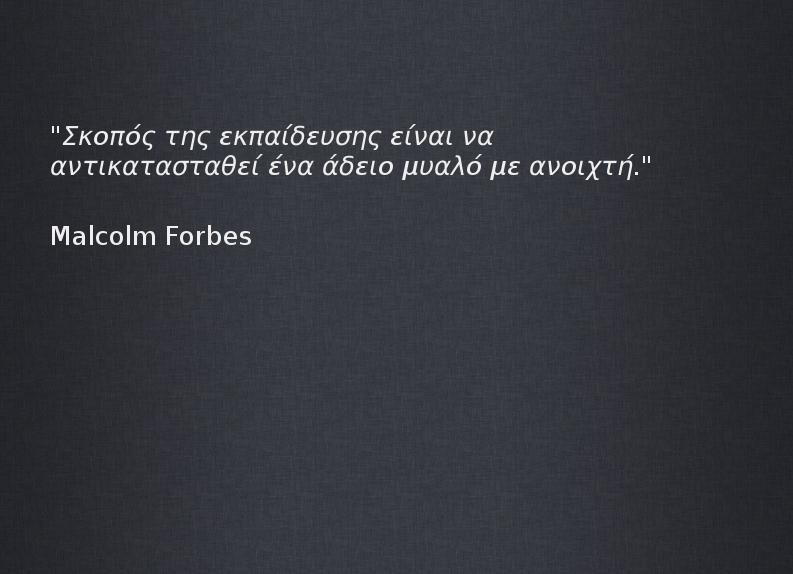 "Σκοπός της εκπαίδευσης είναι να
αντικατασταθεί ένα άδειο μυαλό με ανοιχτή."
Malcolm Forbes